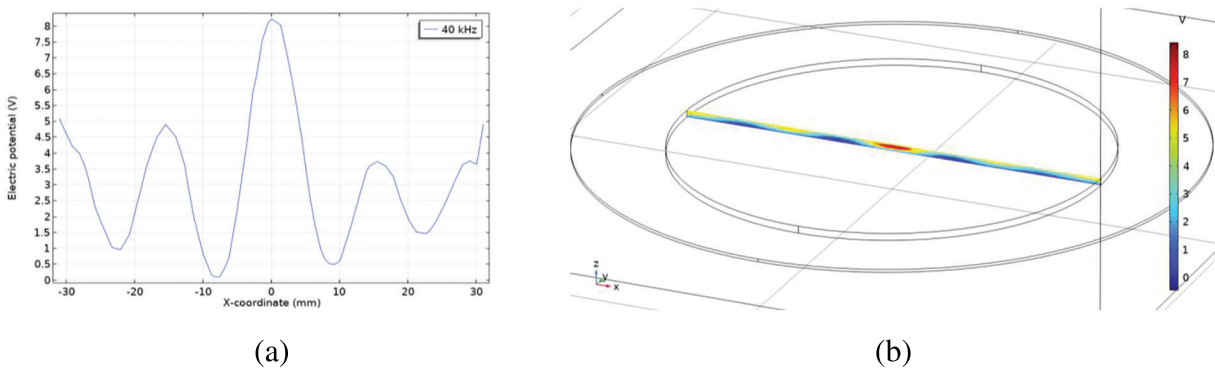 8
7.5
7
6.5
6
5.5
5
4.5
4
3.5
3
2.5
2
1.5
1
0.5
0
Electric potential (V)
40 kHz
-30 -20 -10 0 10 20 30
X-coordinate (mm)
(a)
V
8
7
6
5
4
3
2
1
0
z
y
x
(b)